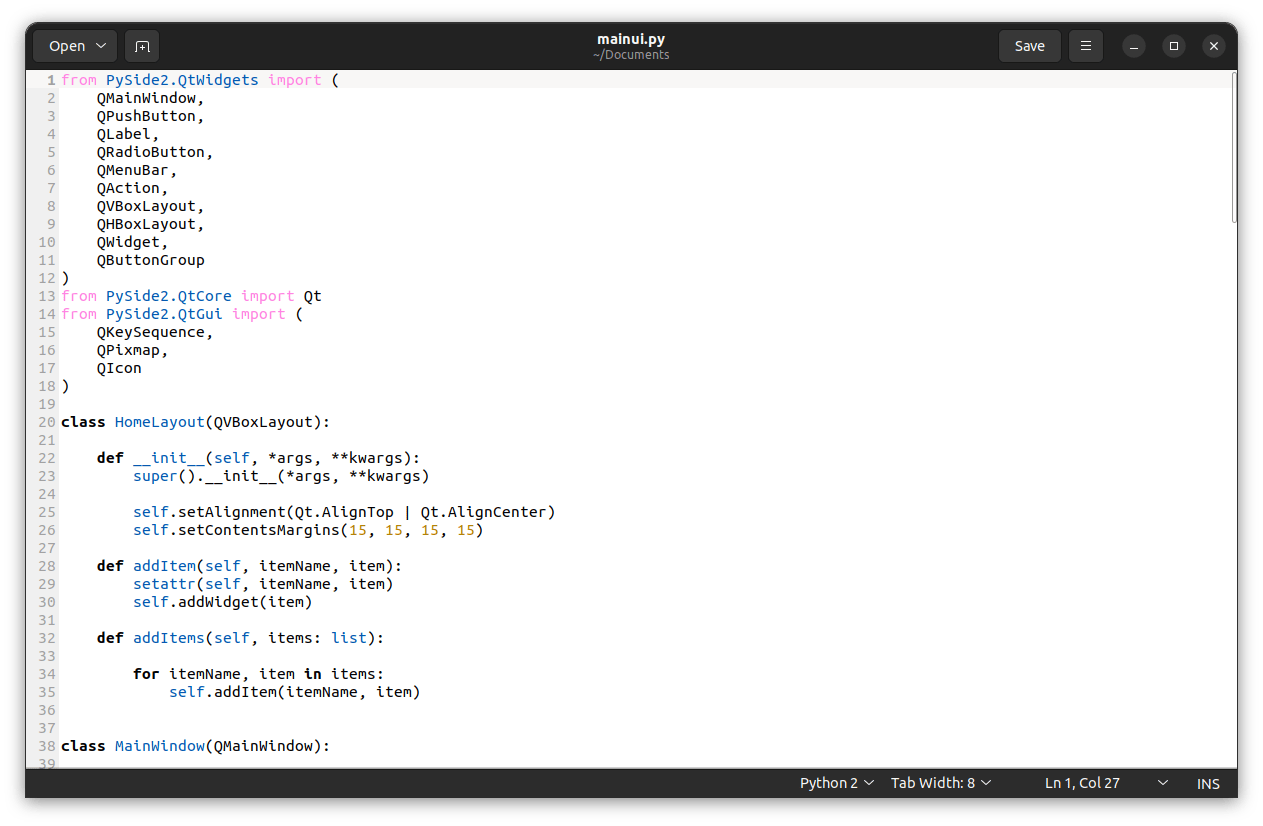 Open
mainui.py
~/Documents
Save
1 from PySide2.QtWidgets import (
2     QMainWindow,
3     QPushButton,
4     QLabel,
5     QRadioButton,
6     QMenuBar,
7     QAction,
8     QVBoxLayout,
9     QHBoxLayout,
10     QWidget,
11     QButtonGroup
12 )
13 from PySide2.QtCore import Qt
14 from PySide2.QtGui import (
15     QKeySequence,
16     QPixmap,
17     QIcon
18 )
19
20 class HomeLayout(QVBoxLayout):
21
22     def __init__(self, *args, **kwargs):
23         super().__init__(*args, **kwargs)
24
25         self.setAlignment(Qt.AlignTop | Qt.AlignCenter)
26         self.setContentsMargins(15, 15, 15, 15)
27
28     def addItem(self, itemName, item):
29         setattr(self, itemName, item)
30         self.addWidget(item)
31
32     def addItems(self, items: list):
33
34         for itemName, item in items:
35             self.addItem(itemName, item)
36
37
38 class MainWindow(QMainWindow):
39
Python 2 Tab Width: 8 Ln 1, Col 27 INS